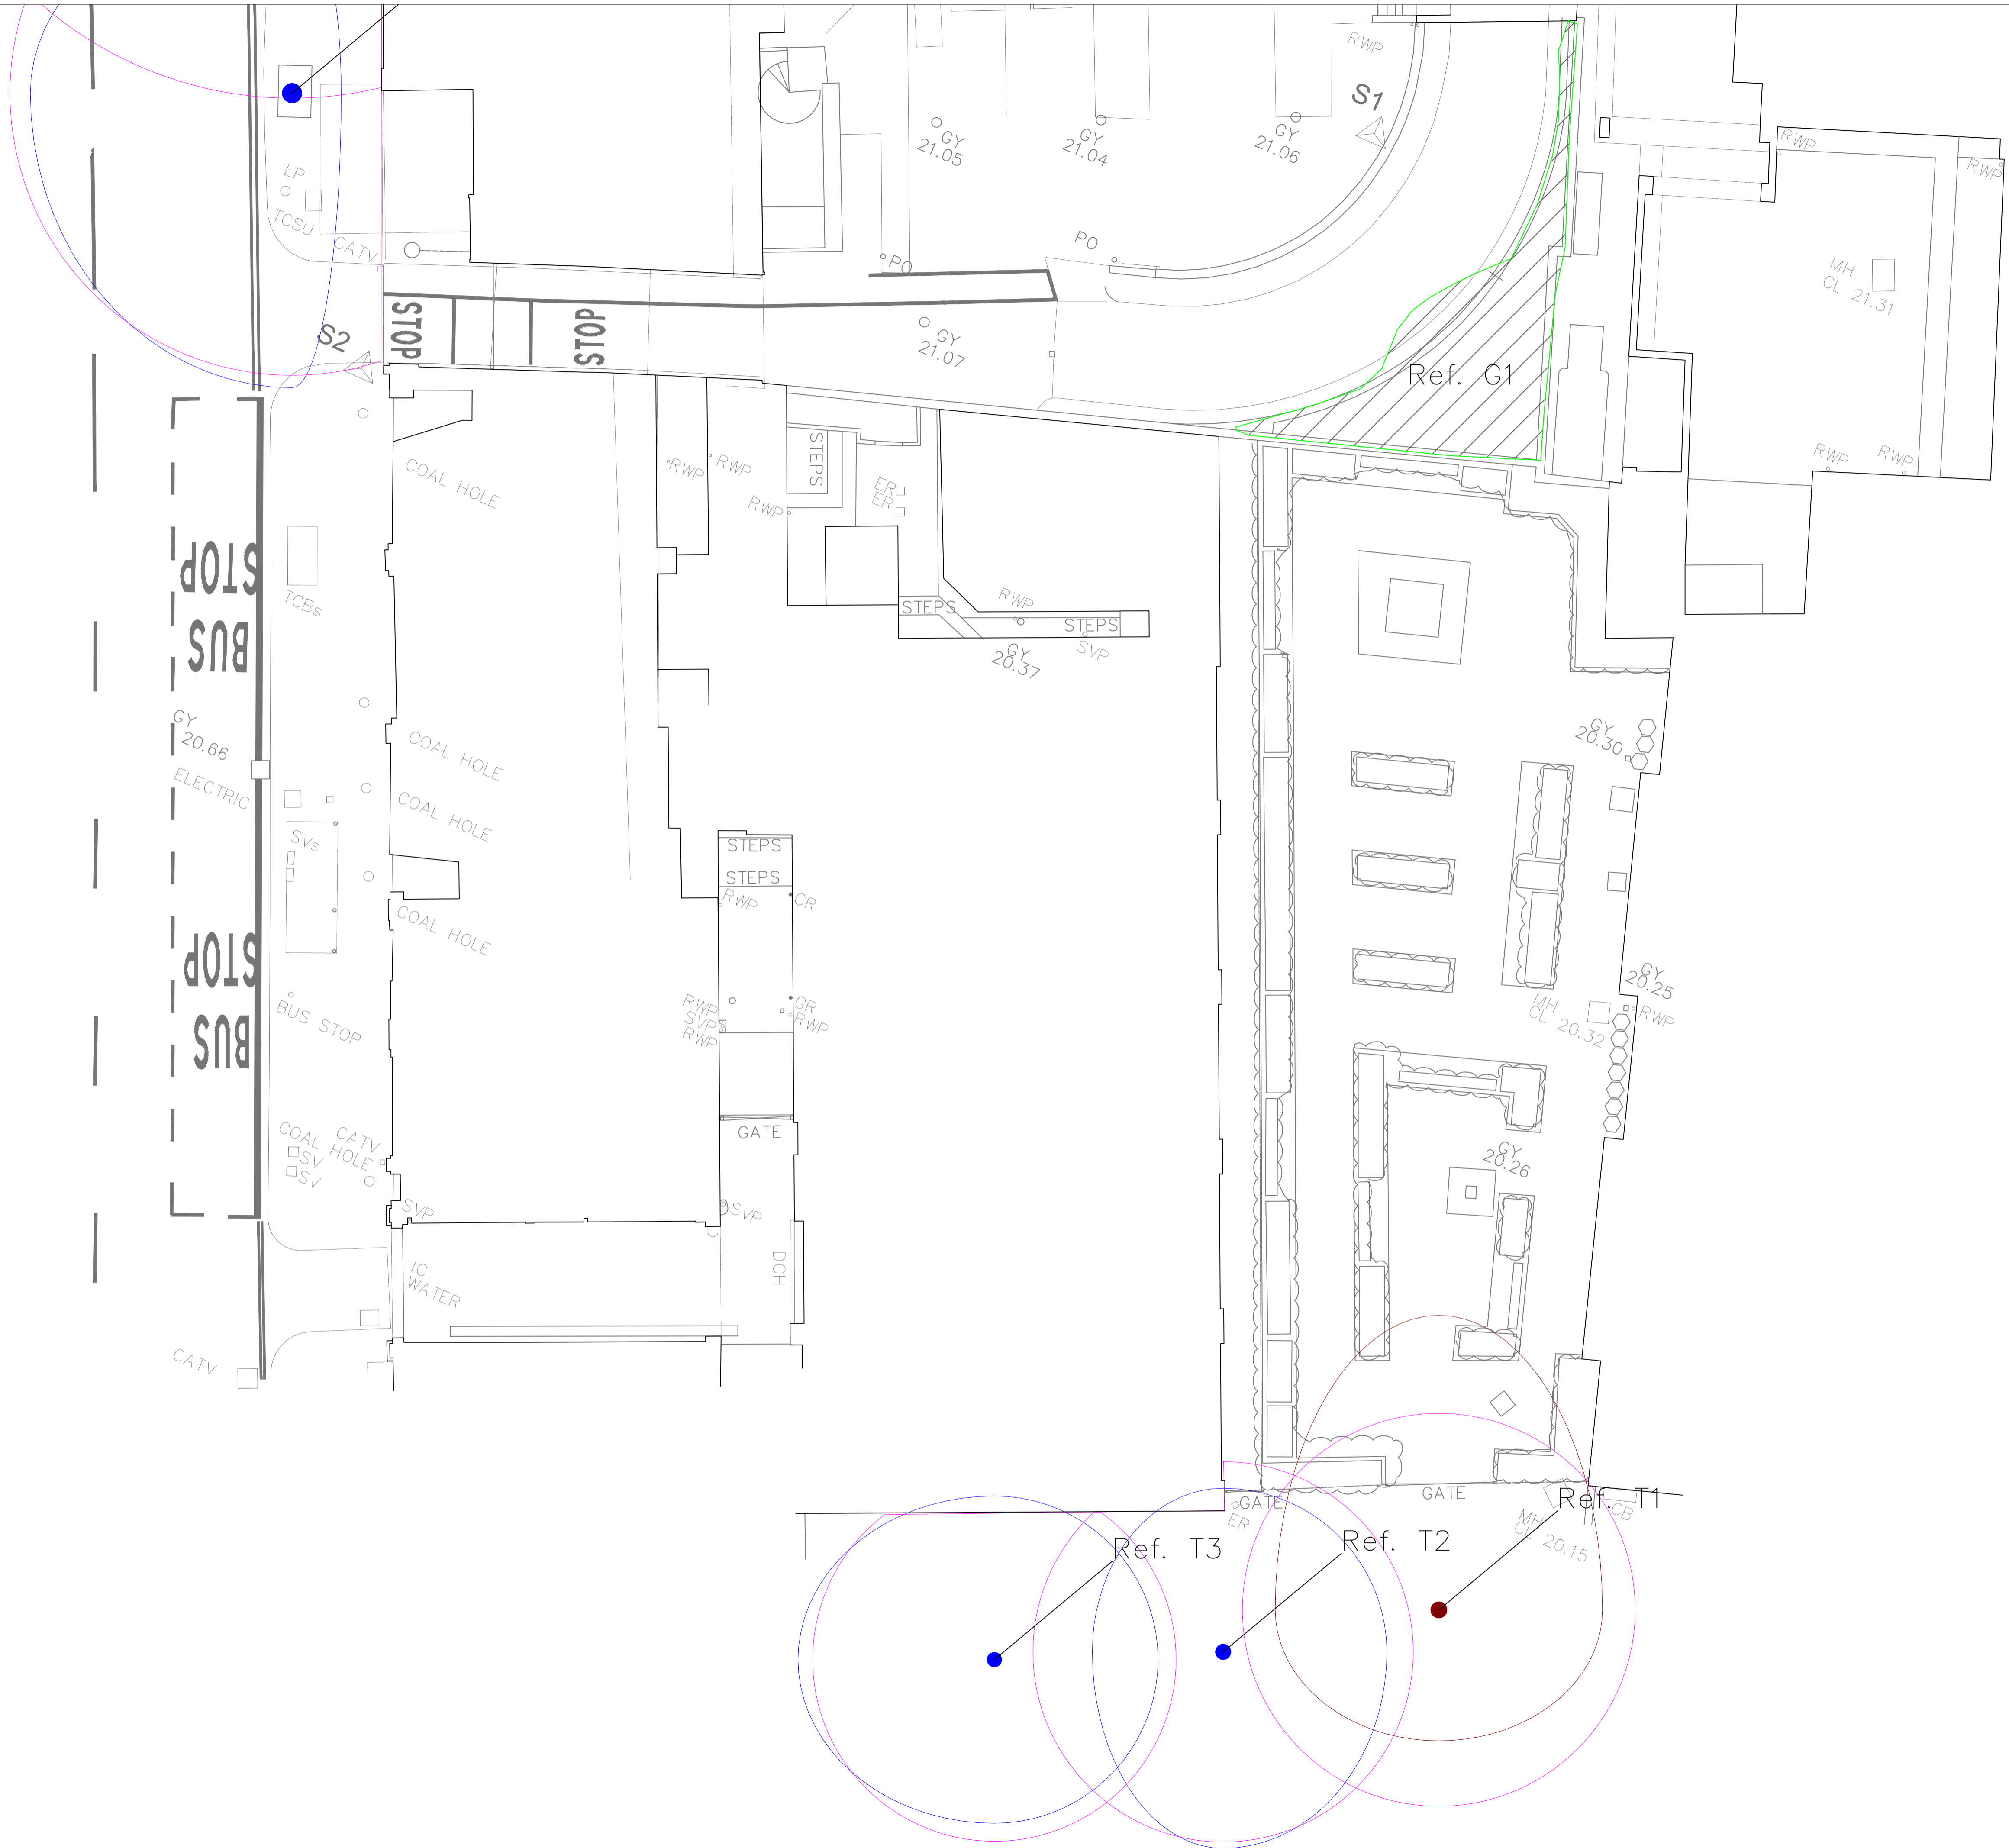 RWP
S1
GY
21.05
GY
21.04
GY
21.06
RWP
RWP
LP
TCSU
CATV
PO
PO
MH
CL 21.31
S2
STOP
STOP
GY
21.07
Ref. G1
COAL HOLE
RWP
RWP
STEPS
RWP
ER
ER
RWP
RWP
STOP
BUS
TCBs
STEPS
RWP
STEPS
GY
20.37
SVP
GY
20.66
ELECTRIC
COAL HOLE
COAL HOLE
GY
20.30
SVs
STEPS
STEPS
RWP
CR
COAL HOLE
STOP
BUS
BUS STOP
RWP
SVP
RWP
GR
RWP
GY
20.25
RWP
MH
CL 20.32
COAL HOLE
SV
SV
CATV
GATE
GY
20.26
SVP
SVP
IC
WATER
DCH
CATV
GATE
ER
GATE
Ref. T1
CB
MH
CL 20.15
Ref. T2
Ref. T3